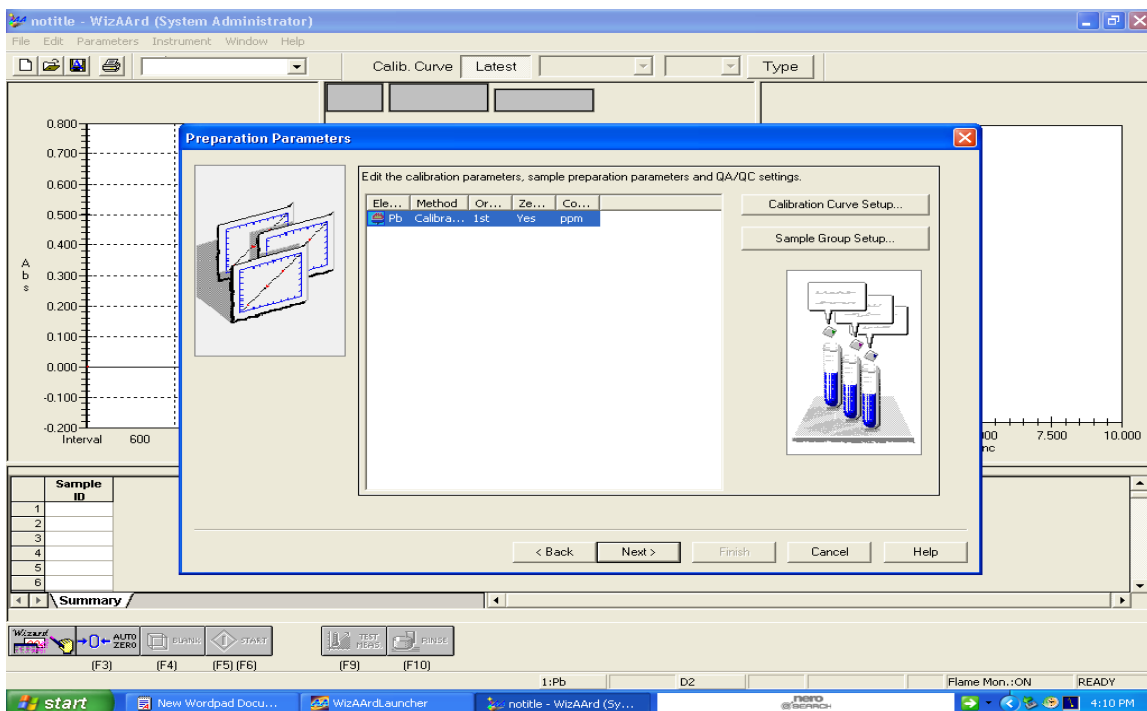 notitle - WizAArd (System Administrator)
File Edit Parameters Instrument Window Help
Calib. Curve Latest Type
0.800
0.700
0.600
0.500
0.400
0.300
0.200
0.100
0.000
-0.100
-0.200
Abs
Interval 600
Preparation Parameters
Edit the calibration parameters, sample preparation parameters and QA/QC settings.
Ele... Method Or... Ze... Co...
Pb Calibra... 1st Yes ppm
Calibration Curve Setup...
Sample Group Setup...
< Back Next > Finish Cancel Help
7.500 10.000
Sample
ID
1
2
3
4
5
6
Summary
Wizard AUTO ZERO BLANK START TEST MEAS. RINSE
(F3) (F4) (F5) (F6) (F9) (F10)
1:Pb D2 Flame Mon.:ON READY
start New Wordpad Docu... WizAArdLauncher notitle - WizAArd (Sy... nero SEARCH 4:10 PM